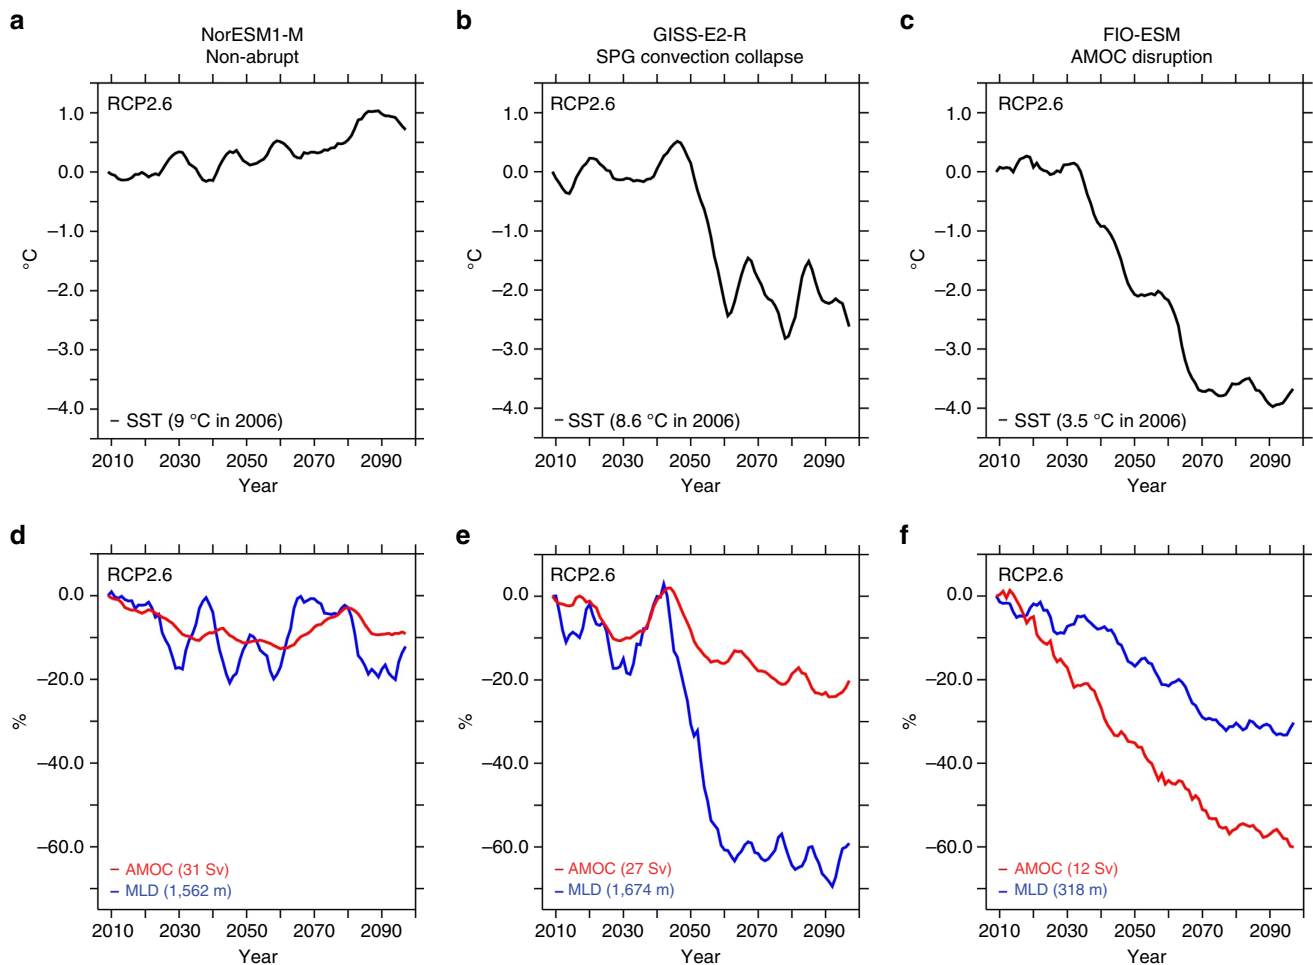 a
NorESM1-M
Non-abrupt
RCP2.6
1.0
0.0
–1.0
–2.0
–3.0
–4.0
°C
– SST (9 °C in 2006)
2010 2030 2050 2070 2090
Year
b
GISS-E2-R
SPG convection collapse
RCP2.6
1.0
0.0
–1.0
–2.0
–3.0
–4.0
°C
– SST (8.6 °C in 2006)
2010 2030 2050 2070 2090
Year
c
FIO-ESM
AMOC disruption
RCP2.6
1.0
0.0
–1.0
–2.0
–3.0
–4.0
°C
– SST (3.5 °C in 2006)
2010 2030 2050 2070 2090
Year
d
RCP2.6
0.0
–20.0
–40.0
–60.0
%
– AMOC (31 Sv)
– MLD (1,562 m)
2010 2030 2050 2070 2090
Year
e
RCP2.6
0.0
–20.0
–40.0
–60.0
%
– AMOC (27 Sv)
– MLD (1,674 m)
2010 2030 2050 2070 2090
Year
f
RCP2.6
0.0
–20.0
–40.0
–60.0
%
– AMOC (12 Sv)
– MLD (318 m)
2010 2030 2050 2070 2090
Year